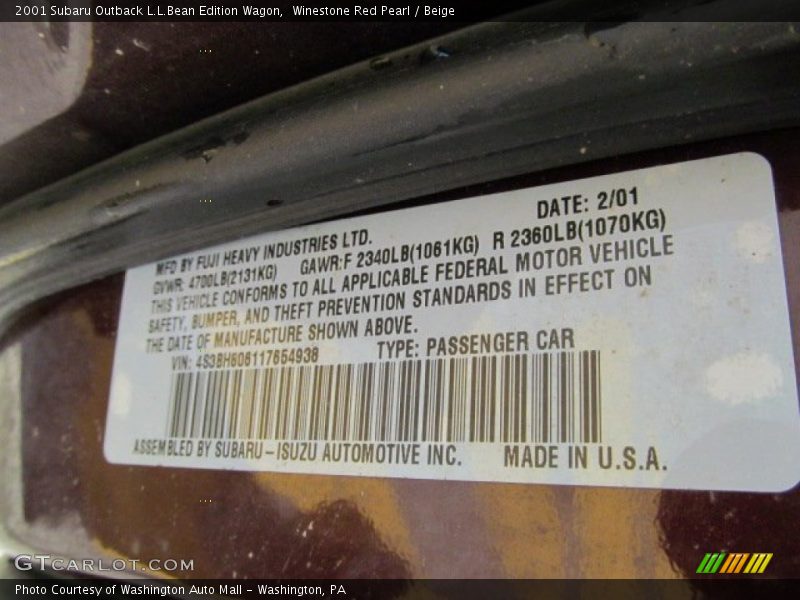 2001 Subaru Outback L.L.Bean Edition Wagon, Winestone Red Pearl / Beige
DATE: 2/01
MFD BY FUJI HEAVY INDUSTRIES LTD.
GVWR: 4700LB(2131KG) GAWR:F 2340LB(1061KG) R 2360LB(1070KG)
THIS VEHICLE CONFORMS TO ALL APPLICABLE FEDERAL MOTOR VEHICLE
SAFETY, BUMPER, AND THEFT PREVENTION STANDARDS IN EFFECT ON
THE DATE OF MANUFACTURE SHOWN ABOVE.
VIN: 4S3BH806117654938 TYPE: PASSENGER CAR
ASSEMBLED BY SUBARU-ISUZU AUTOMOTIVE INC. MADE IN U.S.A.
GTCARLOT.COM
Photo Courtesy of Washington Auto Mall - Washington, PA